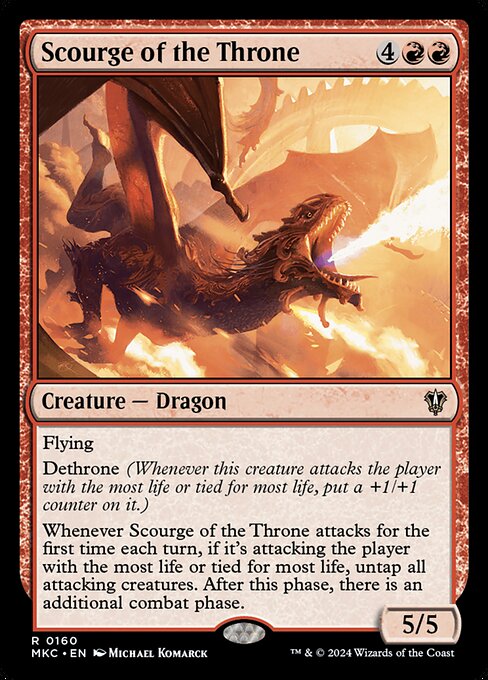 Scourge of the Throne 4
Creature — Dragon
Flying
Dethrone (Whenever this creature attacks the player
with the most life or tied for most life, put a +1/+1
counter on it.)
Whenever Scourge of the Throne attacks for the
first time each turn, if it's attacking the player
with the most life or tied for most life, untap all
attacking creatures. After this phase, there is an
additional combat phase.
5/5
R 0160
MKC • EN Michael Komarck
™ & © 2024 Wizards of the Coast